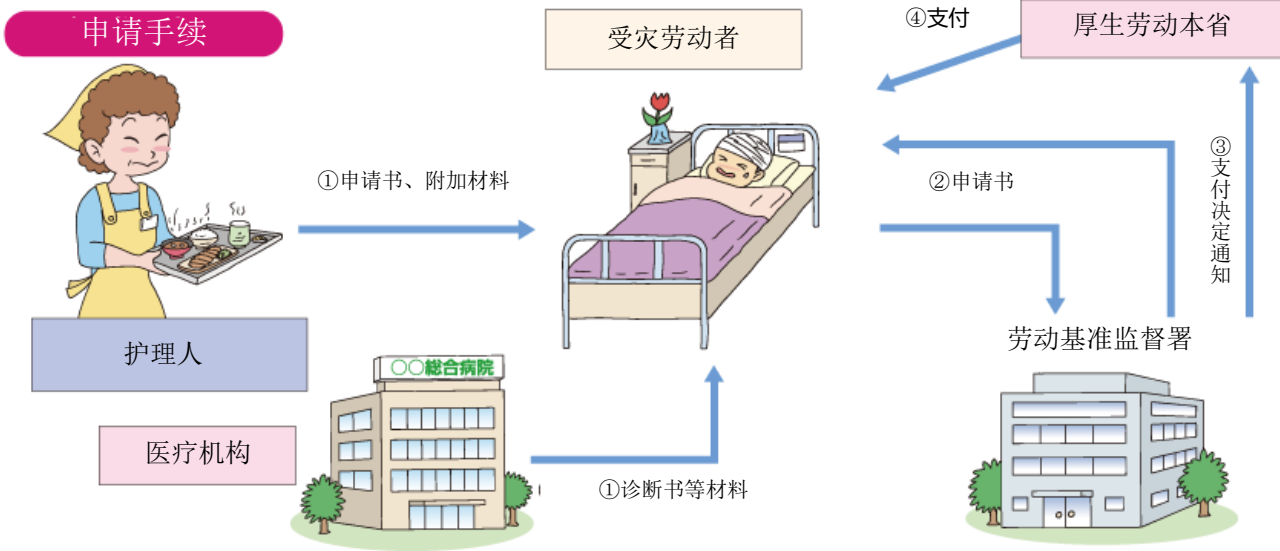 申请手续
受灾劳动者
④支付
厚生劳动本省
①申请书、附加材料
②申请书
③支付决定通知
护理人
劳动基准监督署
○○総合病院
医疗机构
①诊断书等材料